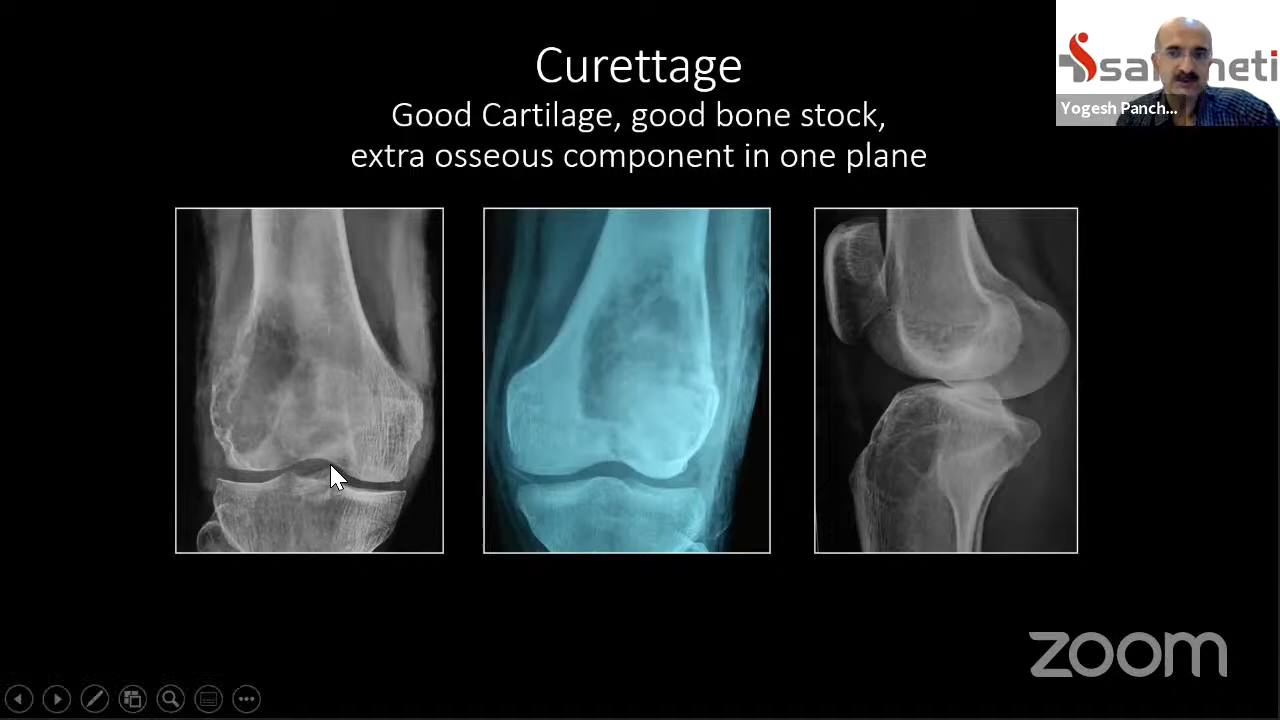 Curettage
Good Cartilage, good bone stock,
extra osseous component in one plane
Yogesh Panch...
zoom